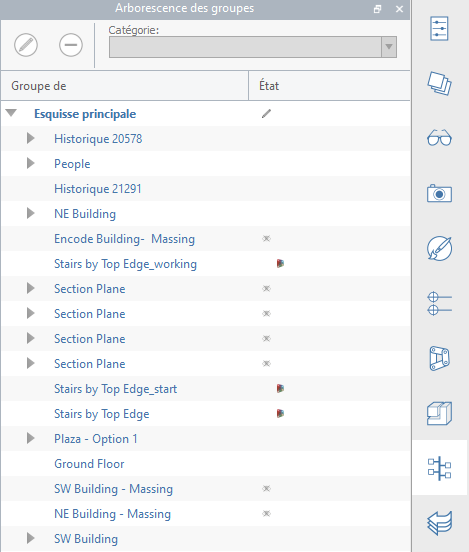 Arborescence des groupes
Catégorie:
Groupe de État
Esquisse principale
Historique 20578
People
Historique 21291
NE Building
Encode Building- Massing
Stairs by Top Edge_working
Section Plane
Section Plane
Section Plane
Section Plane
Stairs by Top Edge_start
Stairs by Top Edge
Plaza - Option 1
Ground Floor
SW Building - Massing
NE Building - Massing
SW Building